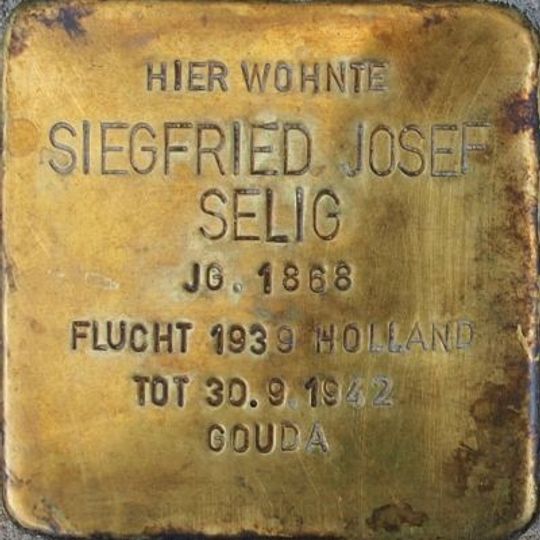 HIER WOHNTE
SIEGFRIED JOSEF
SELIG
JG. 1868
FLUCHT 1939 HOLLAND
TOT 30.9.1942
GOUDA